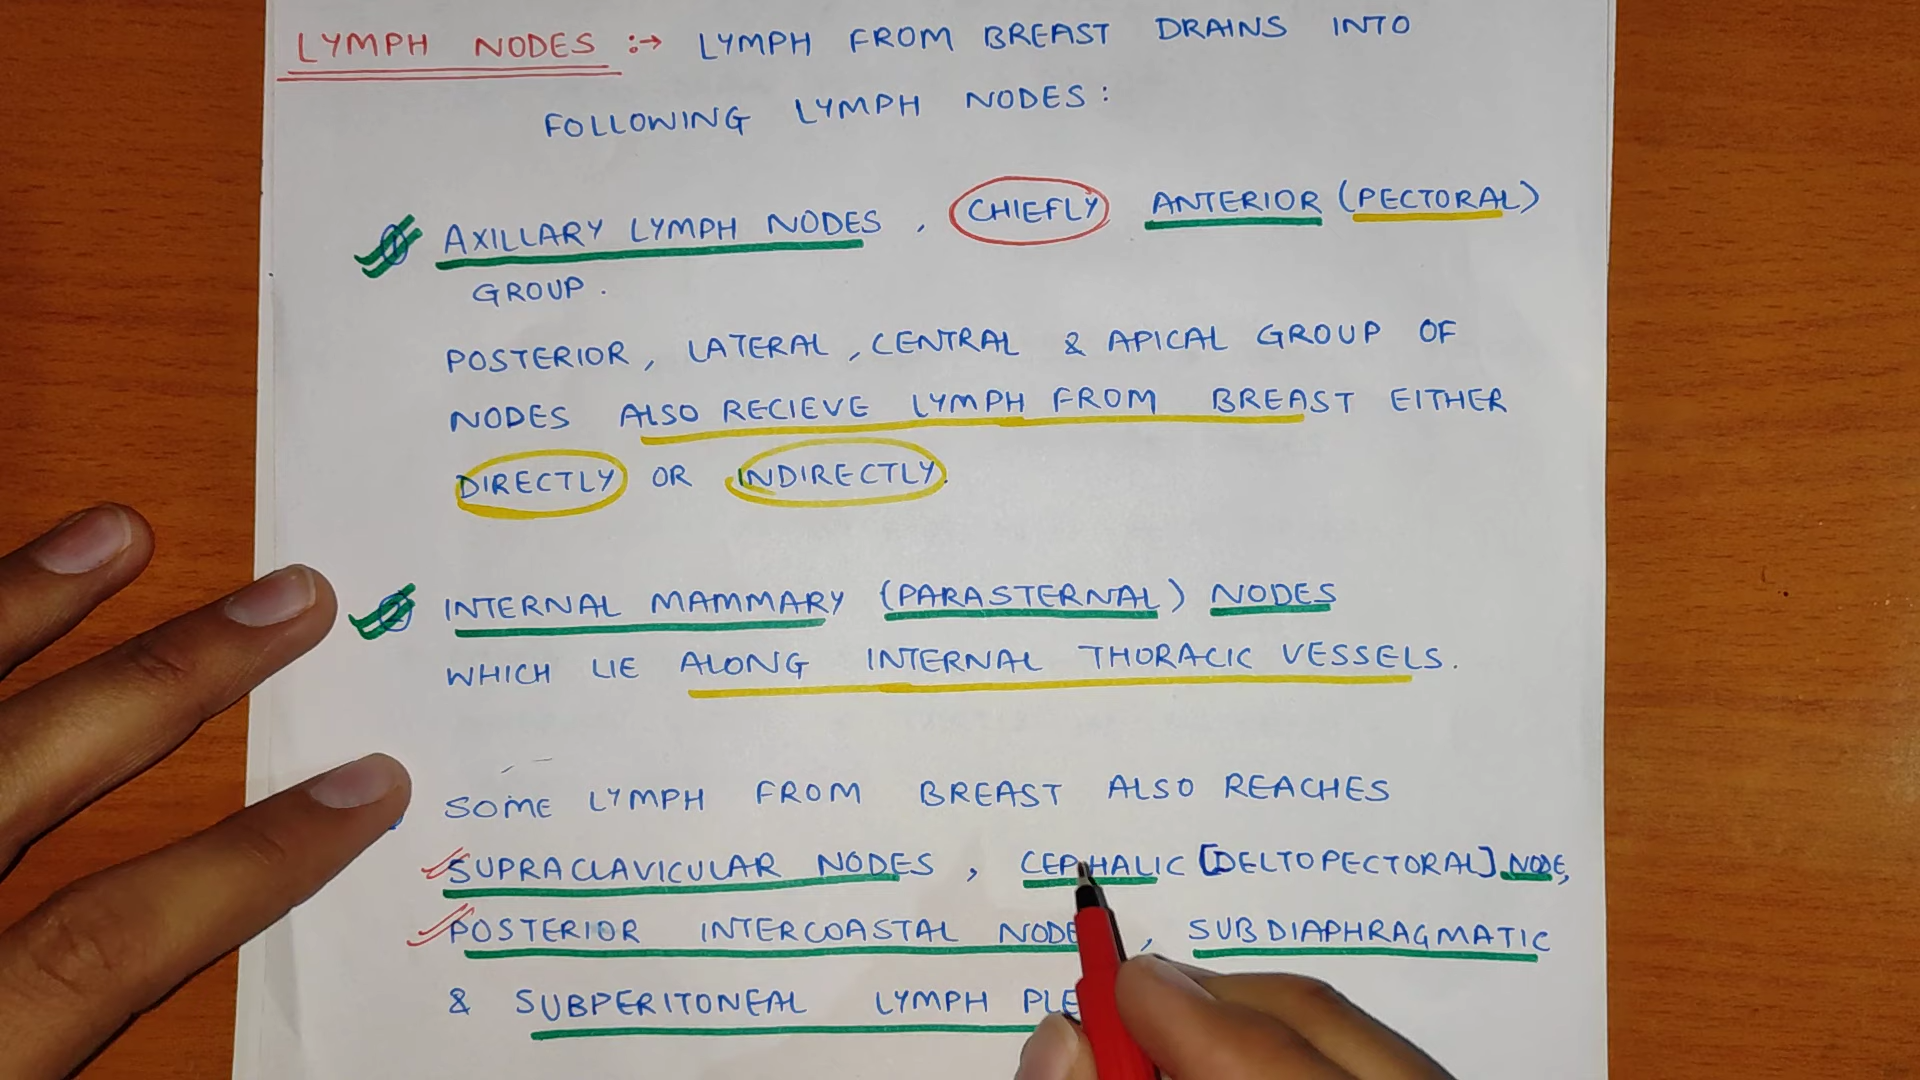 LYMPH NODES :→ LYMPH FROM BREAST DRAINS INTO
FOLLOWING LYMPH NODES :
① AXILLARY LYMPH NODES , CHIEFLY ANTERIOR (PECTORAL)
GROUP .
POSTERIOR , LATERAL , CENTRAL & APICAL GROUP OF
NODES ALSO RECIEVE LYMPH FROM BREAST EITHER
DIRECTLY OR INDIRECTLY.
② INTERNAL MAMMARY (PARASTERNAL) NODES
WHICH LIE ALONG INTERNAL THORACIC VESSELS.
SOME LYMPH FROM BREAST ALSO REACHES
SUPRACLAVICULAR NODES , CEPHALIC [DELTOPECTORAL] NODE,
POSTERIOR INTERCOASTAL NODE , SUBDIAPHRAGMATIC
& SUBPERITONEAL LYMPH